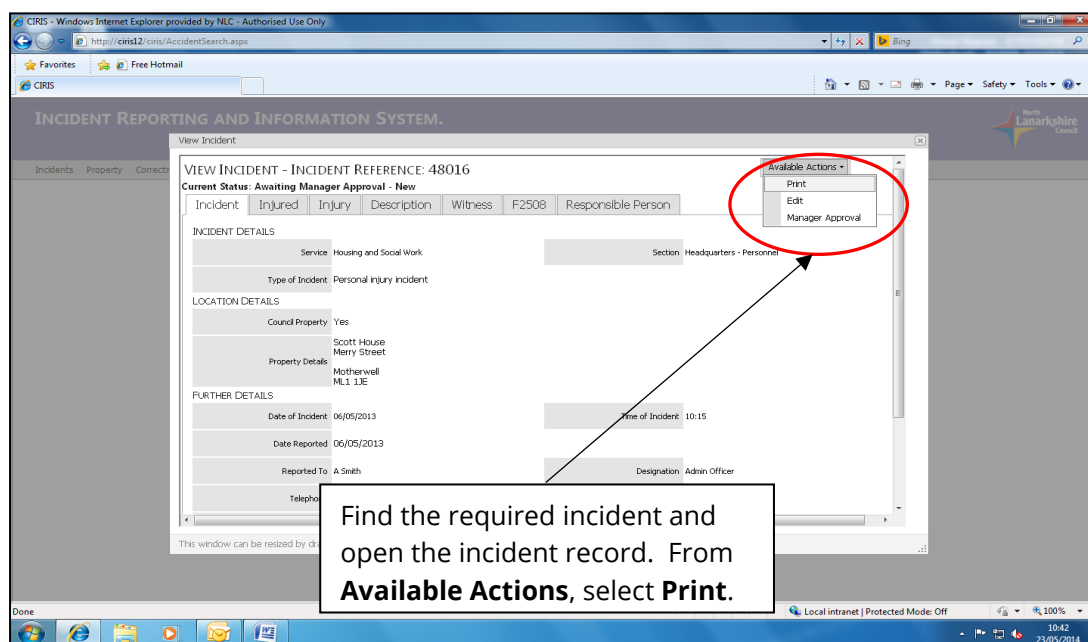 CIRIS - Windows Internet Explorer provided by NLC - Authorised Use Only
http://ciris12/ciris/AccidentSearch.aspx
Bing
Favorites Free Hotmail
CIRIS
Page Safety Tools
INCIDENT REPORTING AND INFORMATION SYSTEM.
North
Lanarkshire
Council
View Incident
Incidents Property Correcti
VIEW INCIDENT - INCIDENT REFERENCE: 48016
Available Actions
Current Status: Awaiting Manager Approval - New
Print
Edit
Manager Approval
Incident Injured Injury Description Witness F2508 Responsible Person
INCIDENT DETAILS
Service Housing and Social Work Section Headquarters - Personnel
Type of Incident Personal injury incident
LOCATION DETAILS
Council Property Yes
Property Details
Scott House
Merry Street
Motherwell
ML1 1JE
FURTHER DETAILS
Date of Incident 06/05/2013 Time of Incident 10:15
Date Reported 06/05/2013
Reported To A Smith Designation Admin Officer
Telepho
Find the required incident and
open the incident record. From
Available Actions, select Print.
This window can be resized by dra
Done
Local intranet | Protected Mode: Off
100%
10:42
23/05/201